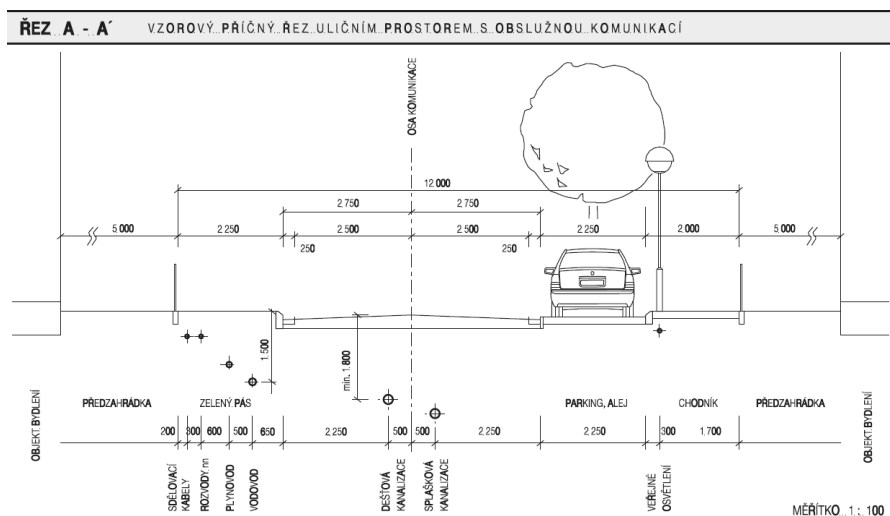 ŘEZ A - A´ VZOROVÝ PŘÍČNÝ ŘEZ ULIČNÍM PROSTOREM S OBSLUŽNOU KOMUNIKACÍ
OSA KOMUNIKACE
12 000
2 750 2 750
5 000 2 250 2 500 2 500 2 250 2 000 5 000
250 250
1.500
min. 1.800
OBJEKT BYDLENÍ
PŘEDZAHRÁDKA ZELENÝ PÁS PARKING, ALEJ CHODNÍK PŘEDZAHRÁDKA
OBJEKT BYDLENÍ
200 300 600 500 650 2 250 500 500 2 250 2 250 300 1.700
SDĚLOVACÍ
KABELY
ROZVODY nn
PLYNOVOD
VODOVOD
DEŠŤOVÁ
KANALIZACE
SPLAŠKOVÁ
KANALIZACE
VEŘEJNÉ
OSVĚTLENÍ
MĚŘÍTKO 1 : 100